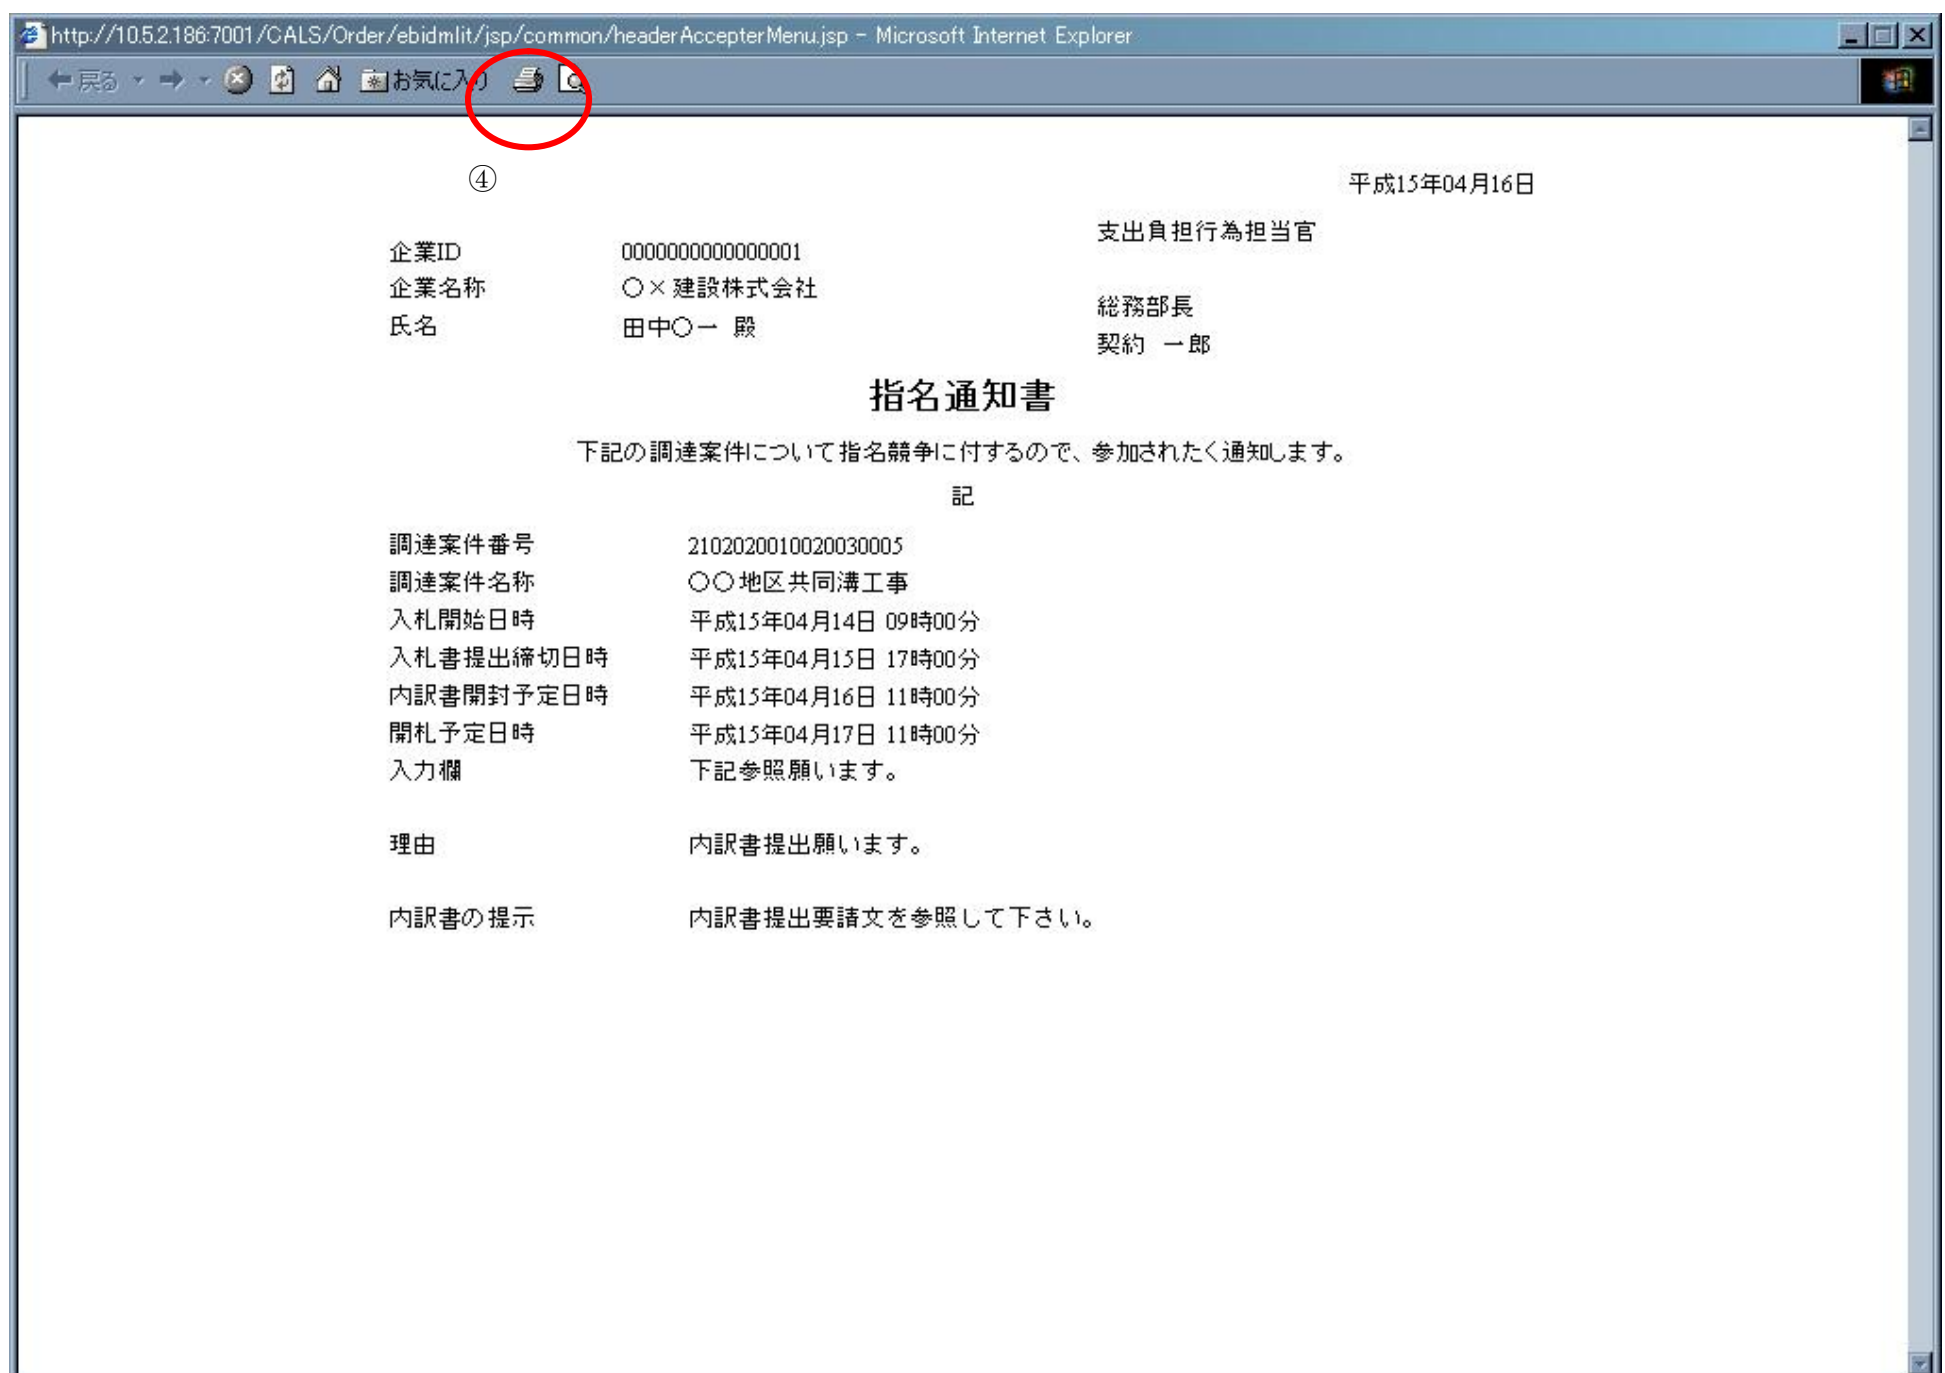 http://10.5.2.186:7001/CALS/Order/ebidmlit/jsp/common/headerAccepterMenu.jsp - Microsoft Internet Explorer
戻る お気に入り
④
平成15年04月16日
支出負担行為担当官
企業ID 0000000000000001
企業名称 〇×建設株式会社
総務部長
氏名 田中〇一 殿
契約 一郎
指名通知書
下記の調達案件について指名競争に付するので、参加されたく通知します。
記
調達案件番号 2102020010020030005
調達案件名称 〇〇地区共同溝工事
入札開始日時 平成15年04月14日 09時00分
入札書提出締切日時 平成15年04月15日 17時00分
内訳書開封予定日時 平成15年04月16日 11時00分
開札予定日時 平成15年04月17日 11時00分
入力欄 下記参照願います。
理由 内訳書提出願います。
内訳書の提示 内訳書提出要請文を参照して下さい。